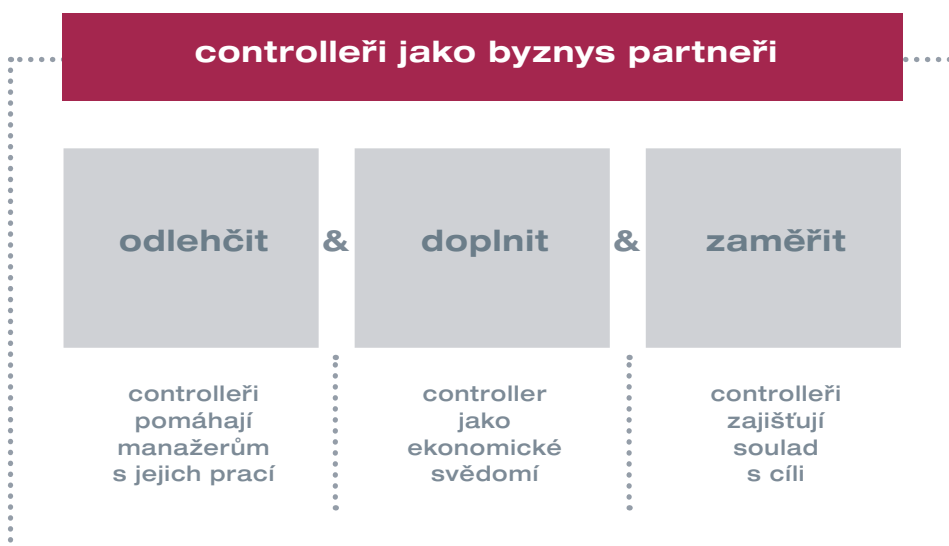 controlleři jako byznys partneři
odlehčit & doplnit & zaměřit
controlleři
pomáhají
manažerům
s jejich prací
controller
jako
ekonomické
svědomí
controlleři
zajišťují
soulad
s cíli